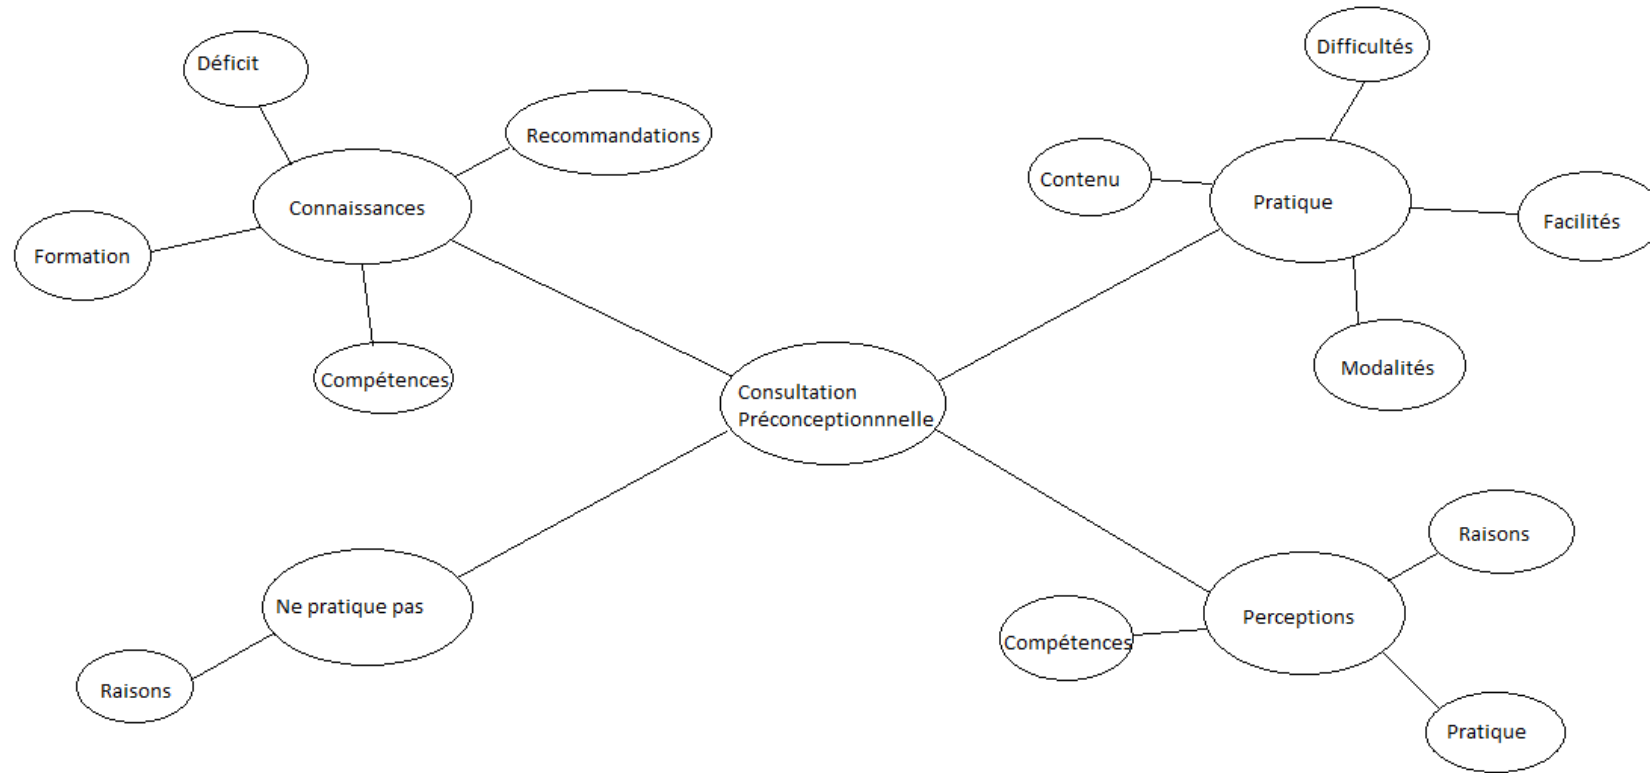 Déficit
Recommandations
Connaissances
Formation
Compétences
Difficultés
Contenu
Pratique
Facilités
Modalités
Consultation
Préconceptionnnelle
Ne pratique pas
Raisons
Raisons
Perceptions
Compétences
Pratique